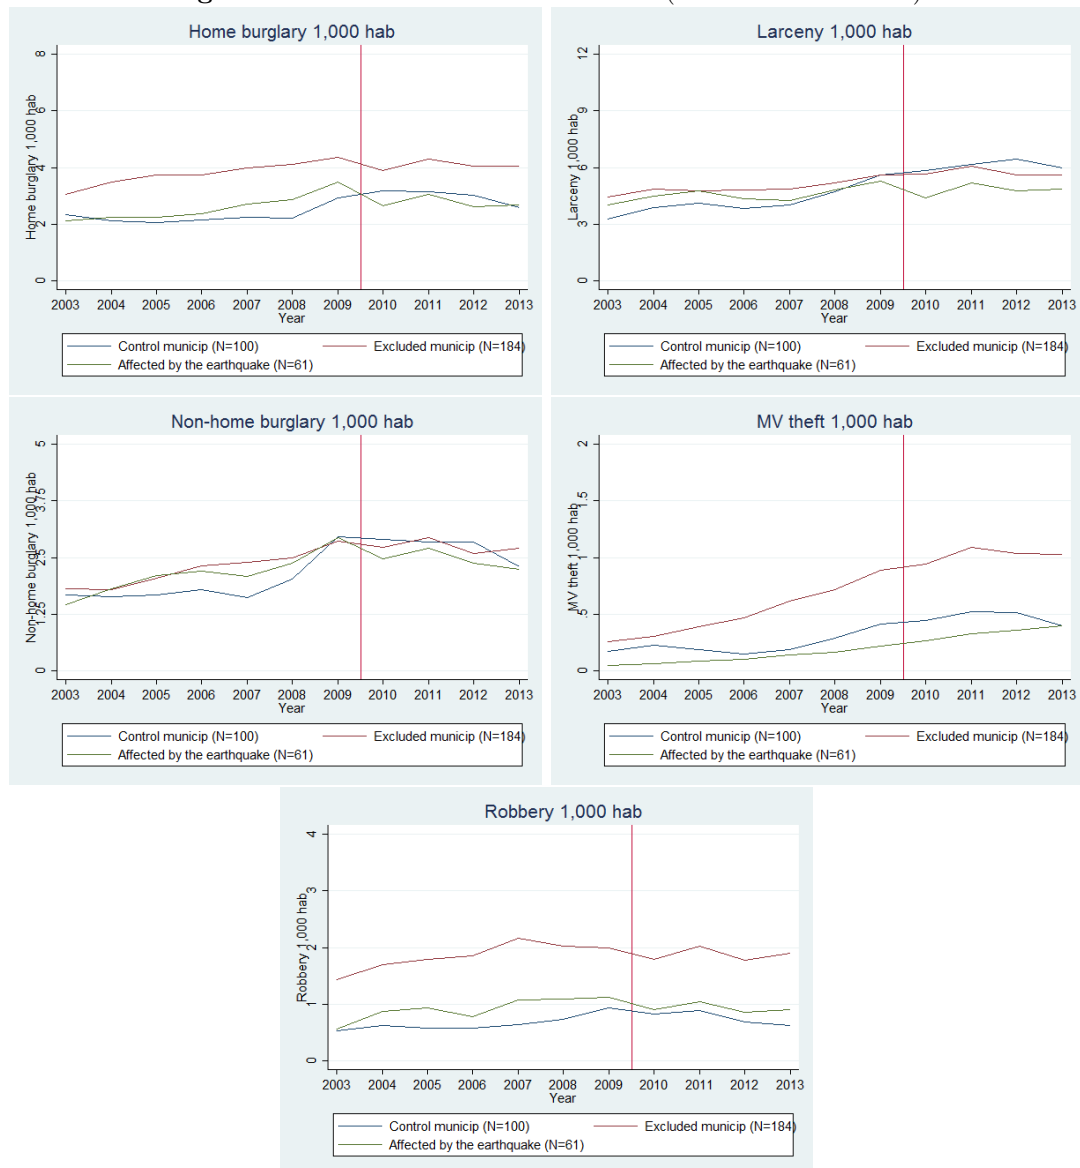 Home burglary 1,000 hab
Home burglary 1,000 hab
8
6
4
2
0
2003 2004 2005 2006 2007 2008 2009 2010 2011 2012 2013
Year
Control municip (N=100) Excluded municip (N=184)
Affected by the earthquake (N=61)
Larceny 1,000 hab
Larceny 1,000 hab
12
9
6
3
0
2003 2004 2005 2006 2007 2008 2009 2010 2011 2012 2013
Year
Control municip (N=100) Excluded municip (N=184)
Affected by the earthquake (N=61)
Non-home burglary 1,000 hab
Non-home burglary 1,000 hab
5
3.75
2.5
1.25
0
2003 2004 2005 2006 2007 2008 2009 2010 2011 2012 2013
Year
Control municip (N=100) Excluded municip (N=184)
Affected by the earthquake (N=61)
MV theft 1,000 hab
MV theft 1,000 hab
2
1.5
1
.5
0
2003 2004 2005 2006 2007 2008 2009 2010 2011 2012 2013
Year
Control municip (N=100) Excluded municip (N=184)
Affected by the earthquake (N=61)
Robbery 1,000 hab
Robbery 1,000 hab
4
3
2
1
0
2003 2004 2005 2006 2007 2008 2009 2010 2011 2012 2013
Year
Control municip (N=100) Excluded municip (N=184)
Affected by the earthquake (N=61)